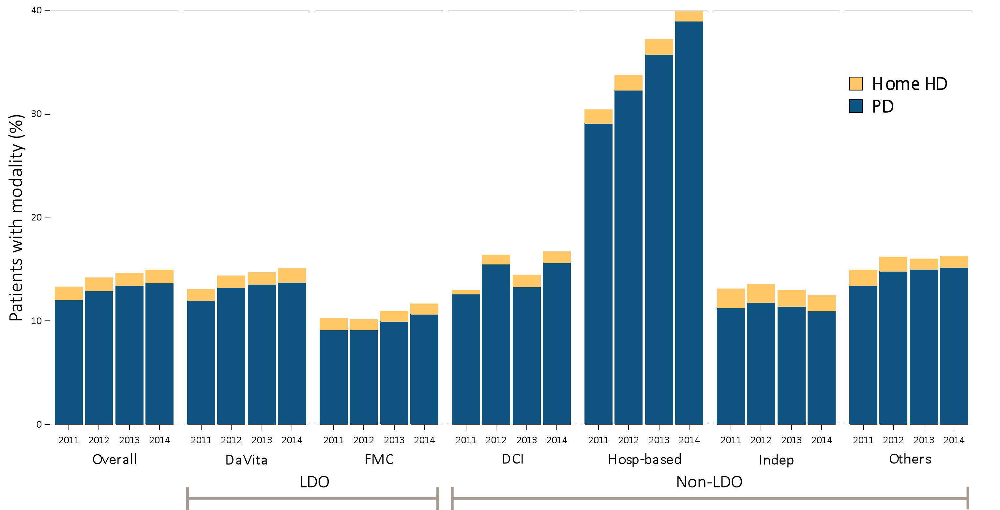 Patients with modality (%)
40
30
20
10
0
Home HD
PD
2011 2012 2013 2014 2011 2012 2013 2014 2011 2012 2013 2014 2011 2012 2013 2014 2011 2012 2013 2014 2011 2012 2013 2014 2011 2012 2013 2014
Overall DaVita FMC DCI Hosp-based Indep Others
LDO Non-LDO